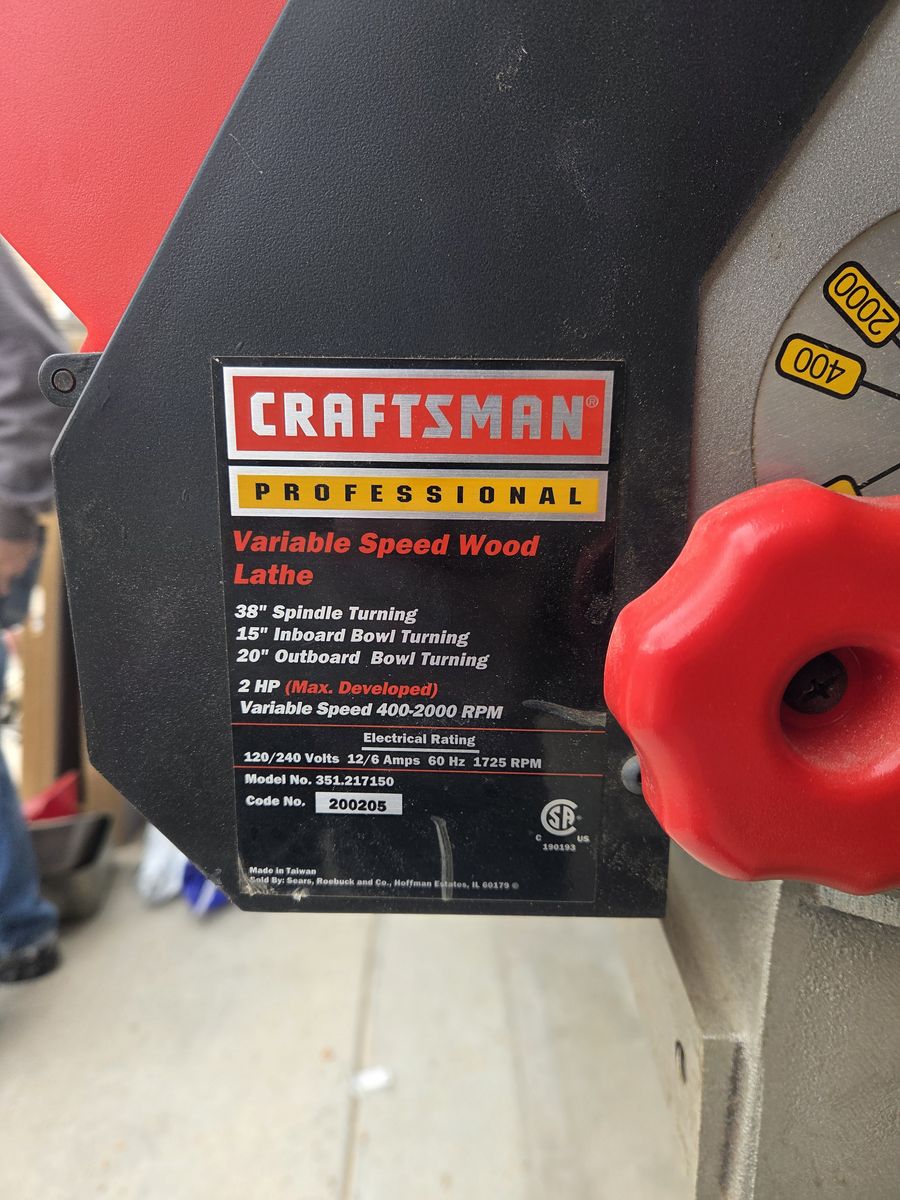 CRAFTSMAN®
PROFESSIONAL
Variable Speed Wood
Lathe
38" Spindle Turning
15" Inboard Bowl Turning
20" Outboard Bowl Turning
2 HP (Max. Developed)
Variable Speed 400-2000 RPM
Electrical Rating
120/240 Volts 12/6 Amps 60 Hz 1725 RPM
Model No. 351.217150
Code No. 200205
SA®
C US
190193
Made in Taiwan
Sold By: Sears, Roebuck and Co., Hoffman Estates, IL 60179 ®
2000
400